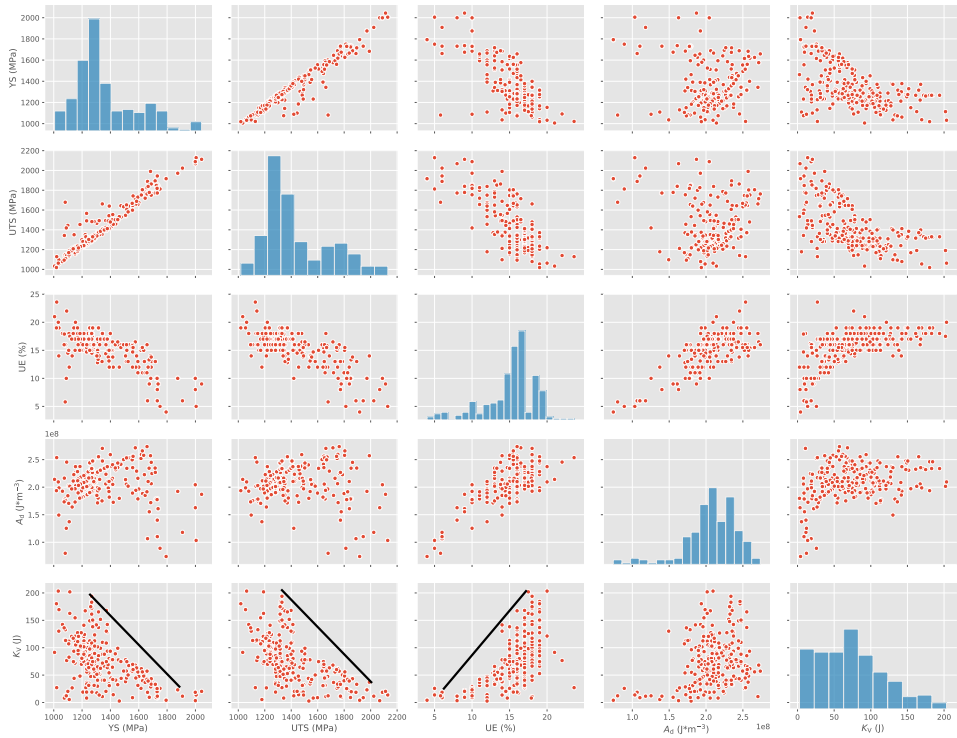 2000
1800
1600
1400
1200
1000
YS (MPa)
2200
2000
1800
1600
1400
1200
1000
UTS (MPa)
25
20
15
10
5
UE (%)
1e8
2.5
2.0
1.5
1.0
A_d (J*m^−3)
200
150
100
50
0
K_V (J)
1000 1200 1400 1600 1800 2000
1000 1200 1400 1600 1800 2000 2200
5 10 15 20
1.0 1.5 2.0 2.5
1e8
0 50 100 150 200
YS (MPa) UTS (MPa) UE (%) A_d (J*m^−3) K_V (J)